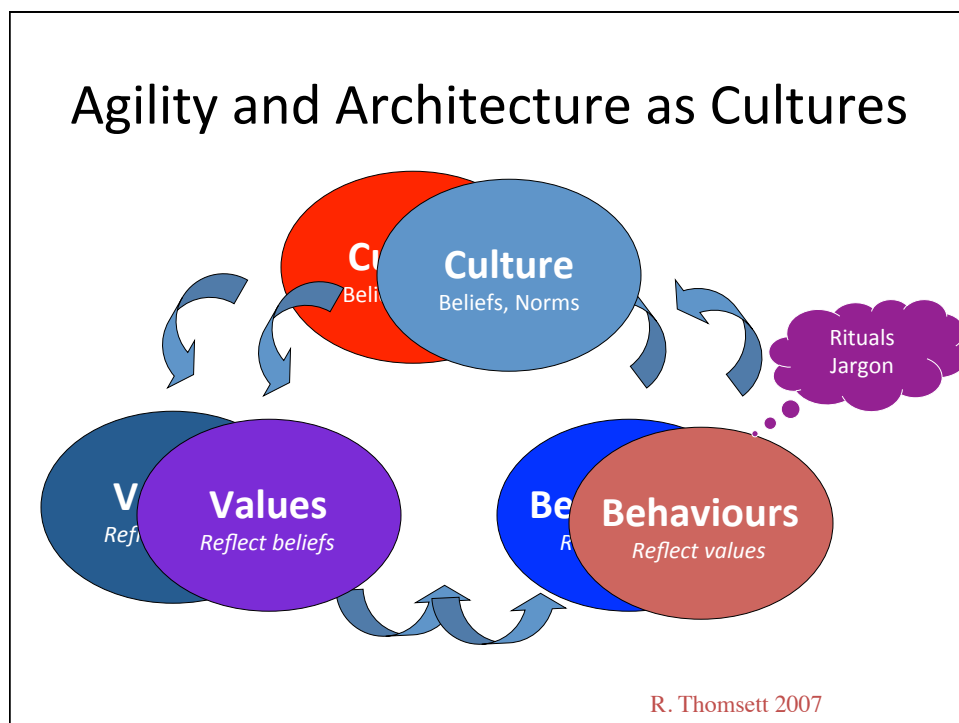 Agility and Architecture as Cultures
Culture
Beliefs, Norms
Rituals
Jargon
Values
Reflect beliefs
Behaviours
Reflect values
R. Thomsett 2007